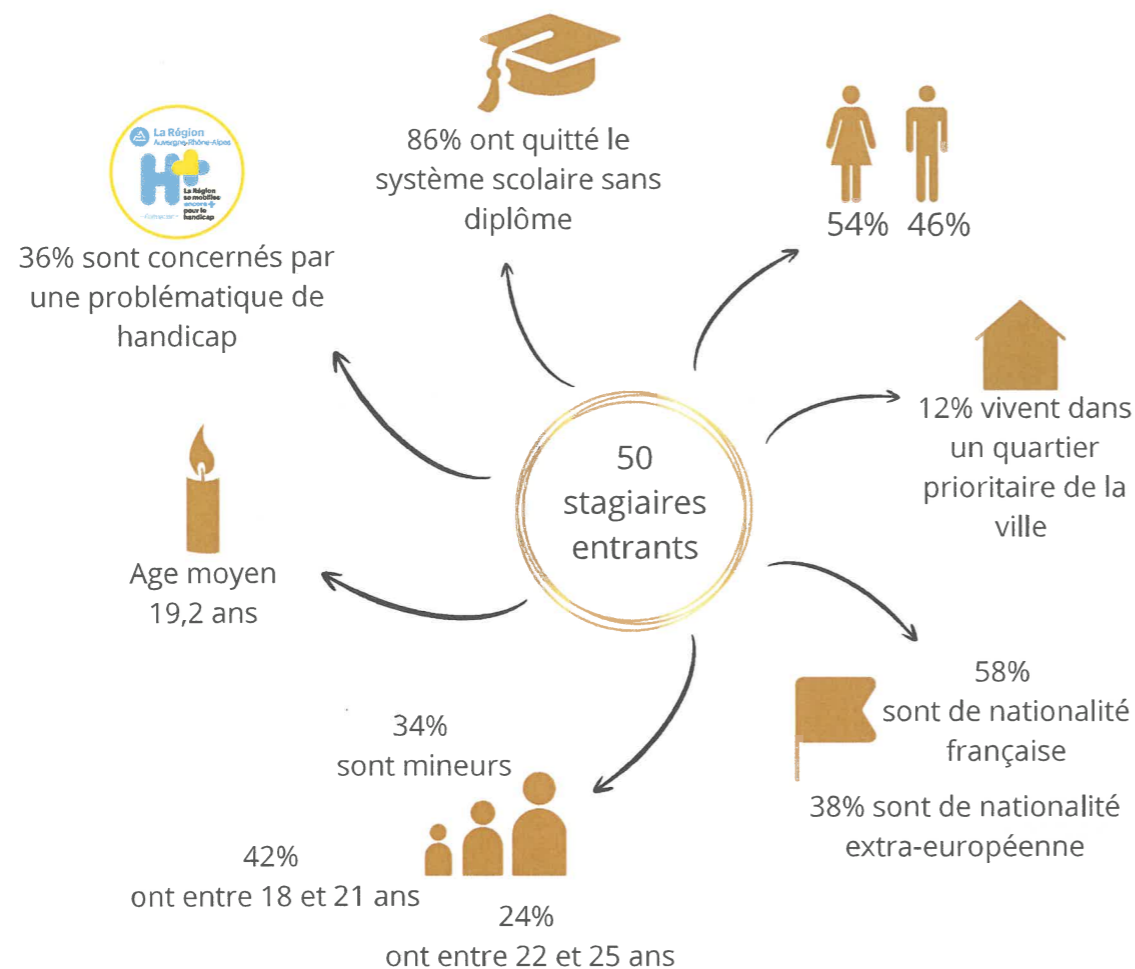 86% ont quitté le
système scolaire sans
diplôme
54% 46%
La Région
Auvergne-Rhône-Alpes
H+
La Région
se mobilise
encore +
pour le
handicap
36% sont concernés par
une problématique de
handicap
12% vivent dans
un quartier
prioritaire de la
ville
50
stagiaires
entrants
Age moyen
19,2 ans
58%
sont de nationalité
française
38% sont de nationalité
extra-européenne
34%
sont mineurs
42%
ont entre 18 et 21 ans
24%
ont entre 22 et 25 ans